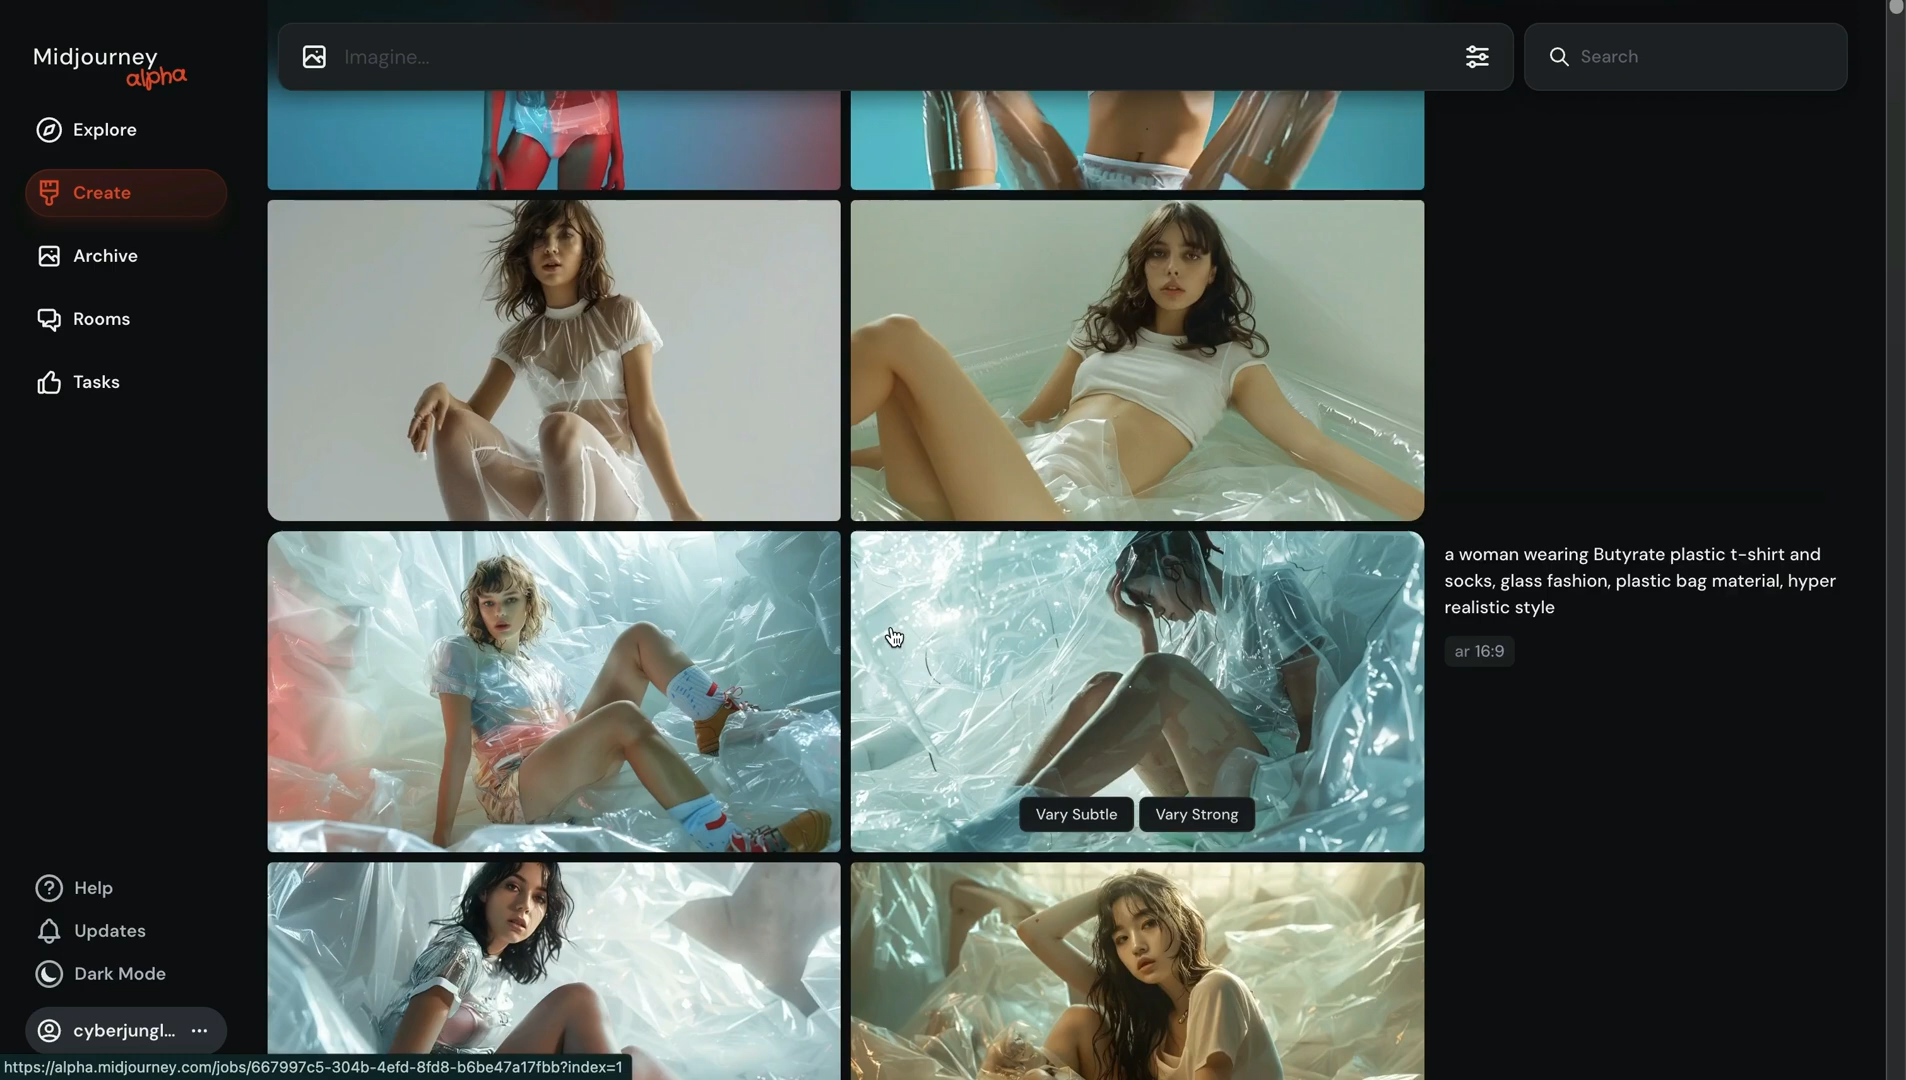 Midjourney
alpha
Imagine...
Search
Explore
Create
Archive
Rooms
Tasks
a woman wearing Butyrate plastic t-shirt and
socks, glass fashion, plastic bag material, hyper
realistic style
ar 16:9
Vary Subtle
Vary Strong
Help
Updates
Dark Mode
cyberjungl...
https://alpha.midjourney.com/jobs/667997c5-304b-4efd-8fd8-b6be47a17fbb?index=1